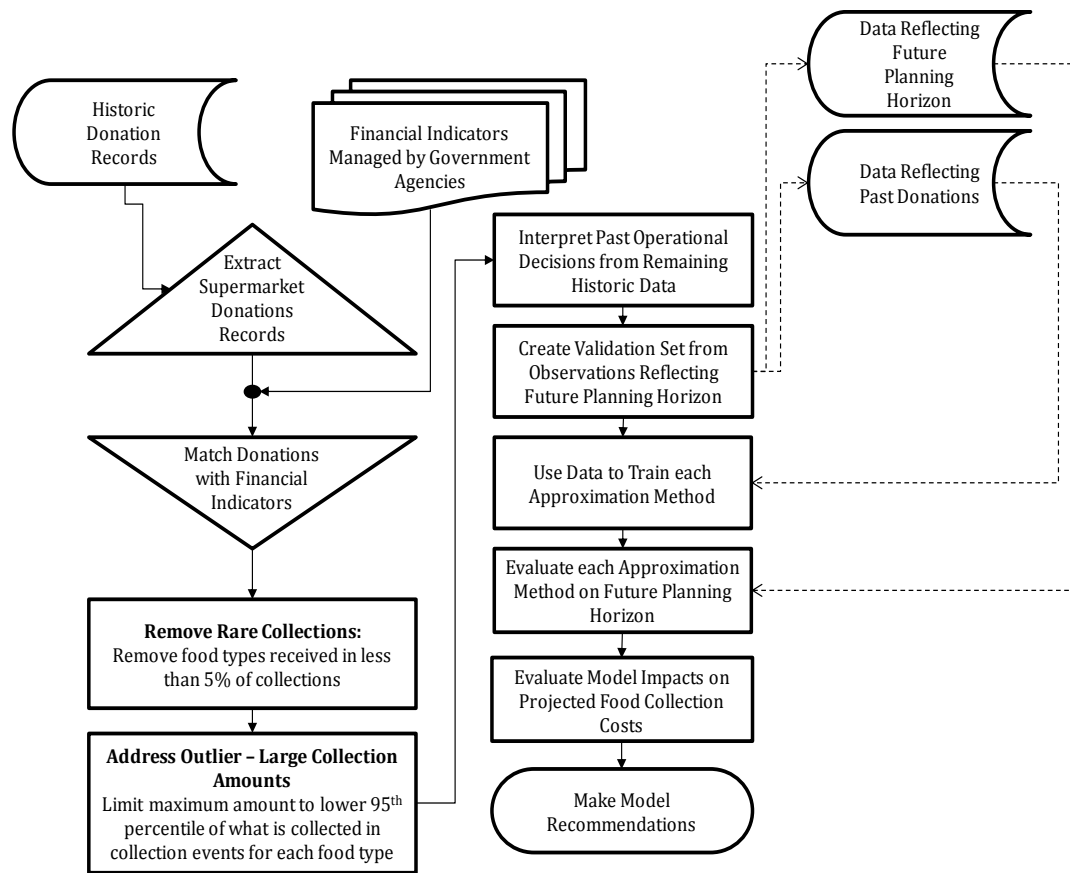 Historic
Donation
Records
Financial Indicators
Managed by Government
Agencies
Extract
Supermarket
Donations
Records
Match Donations
with Financial
Indicators
Remove Rare Collections:
Remove food types received in less
than 5% of collections
Address Outlier – Large Collection
Amounts
Limit maximum amount to lower 95th
percentile of what is collected in
collection events for each food type
Interpret Past Operational
Decisions from Remaining
Historic Data
Create Validation Set from
Observations Reflecting
Future Planning Horizon
Use Data to Train each
Approximation Method
Evaluate each Approximation
Method on Future Planning
Horizon
Evaluate Model Impacts on
Projected Food Collection
Costs
Make Model
Recommendations
Data Reflecting
Future
Planning
Horizon
Data Reflecting
Past Donations